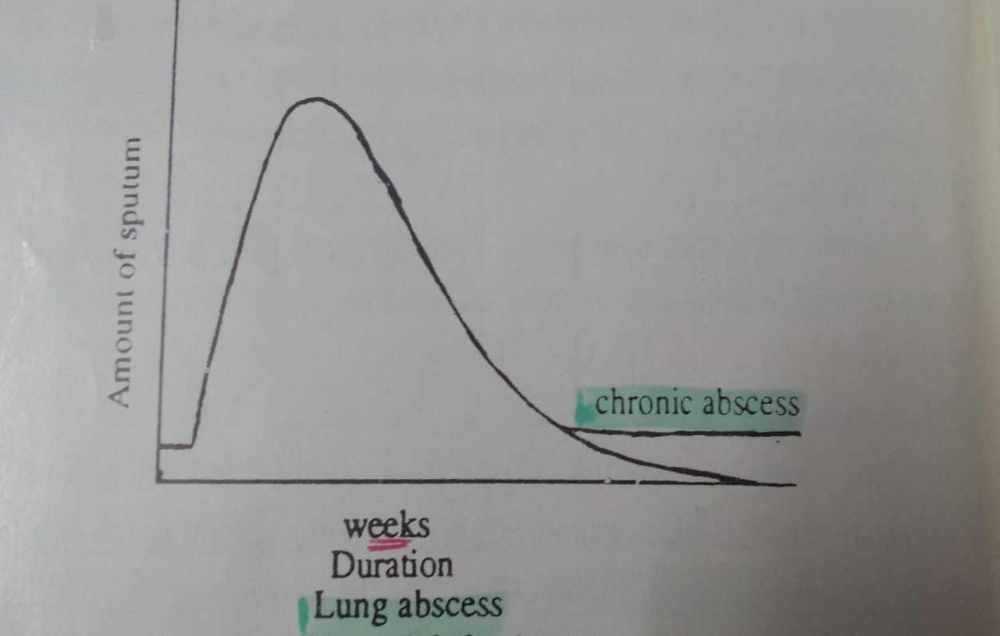 Amount of sputum
chronic abscess
weeks
Duration
Lung abscess